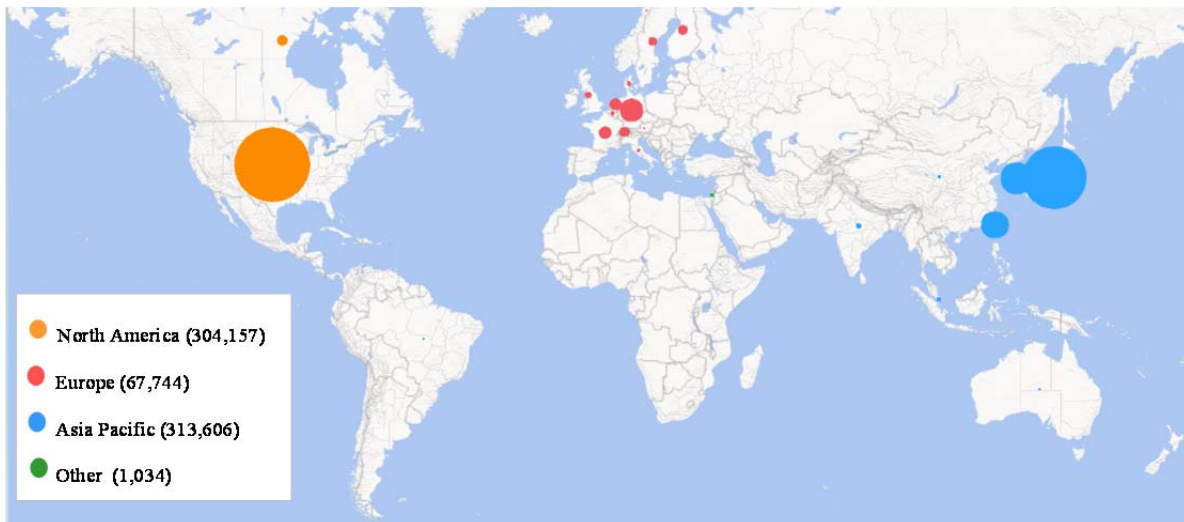 North America (304,157)
Europe (67,744)
Asia Pacific (313,606)
Other (1,034)